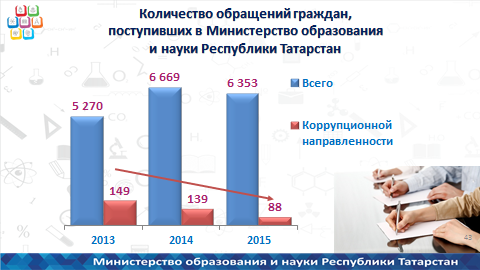 Количество обращений граждан,
поступивших в Министерство образования
и науки Республики Татарстан
6 669
6 353
5 270
Всего
Коррупционной
направленности
149
139
88
2013
2014
2015
43
Министерство образования и науки Республики Татарстан